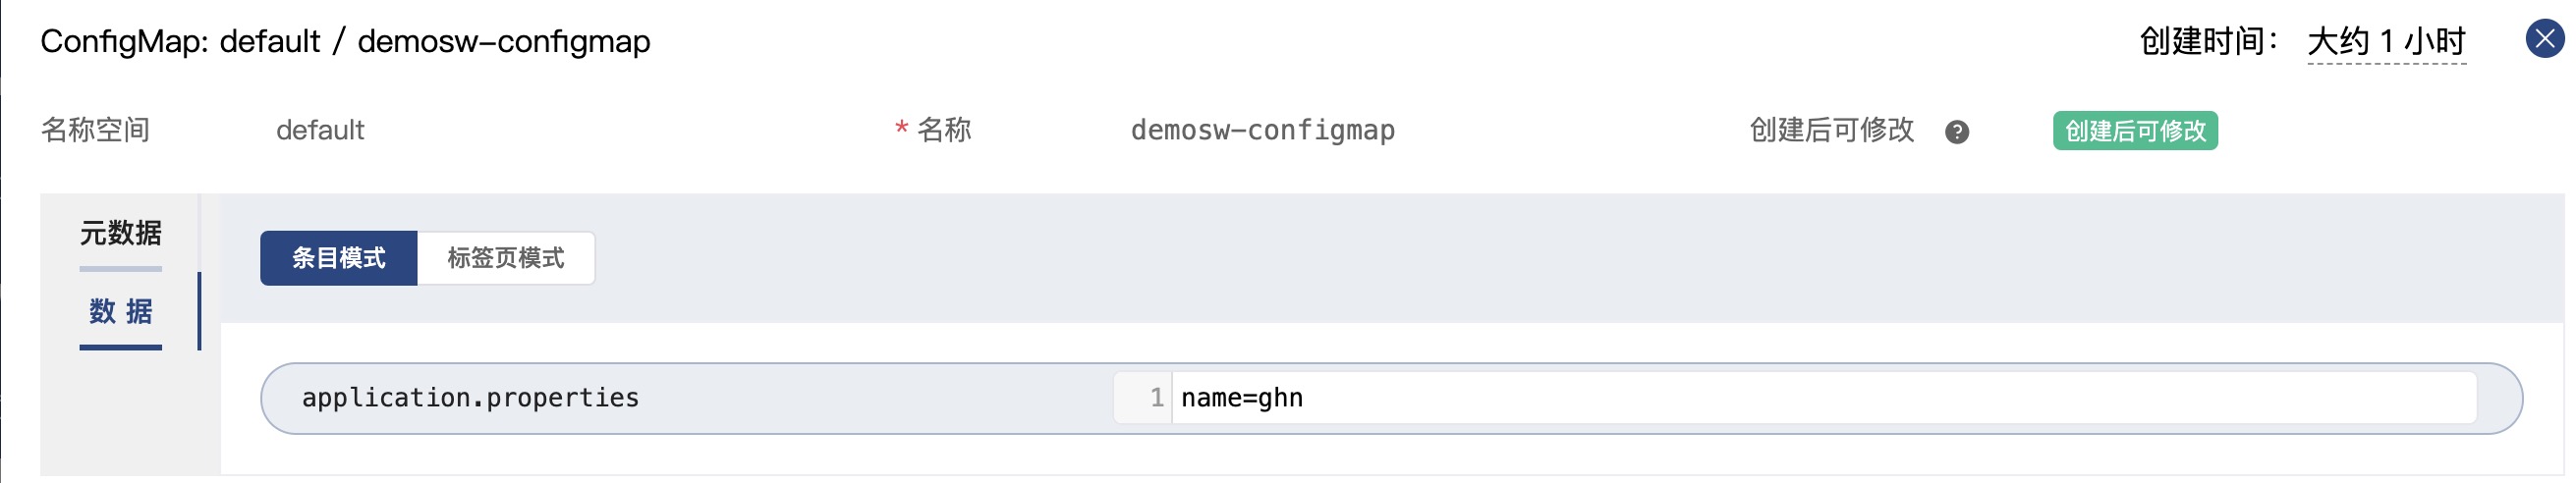 ConfigMap: default / demosw-configmap 创建时间： 大约 1 小时
名称空间 default * 名称 demosw-configmap 创建后可修改 ? 创建后可修改
元数据
条目模式 标签页模式
数 据
application.properties 1 name=ghn